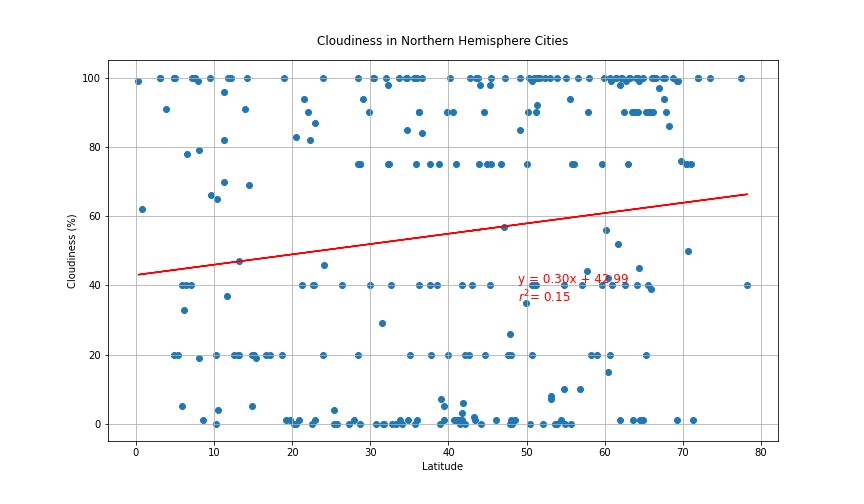 Cloudiness in Northern Hemisphere Cities
100
80
60
40
20
0
Cloudiness (%)
y = 0.30x + 42.99
r²= 0.15
0 10 20 30 40 50 60 70 80
Latitude